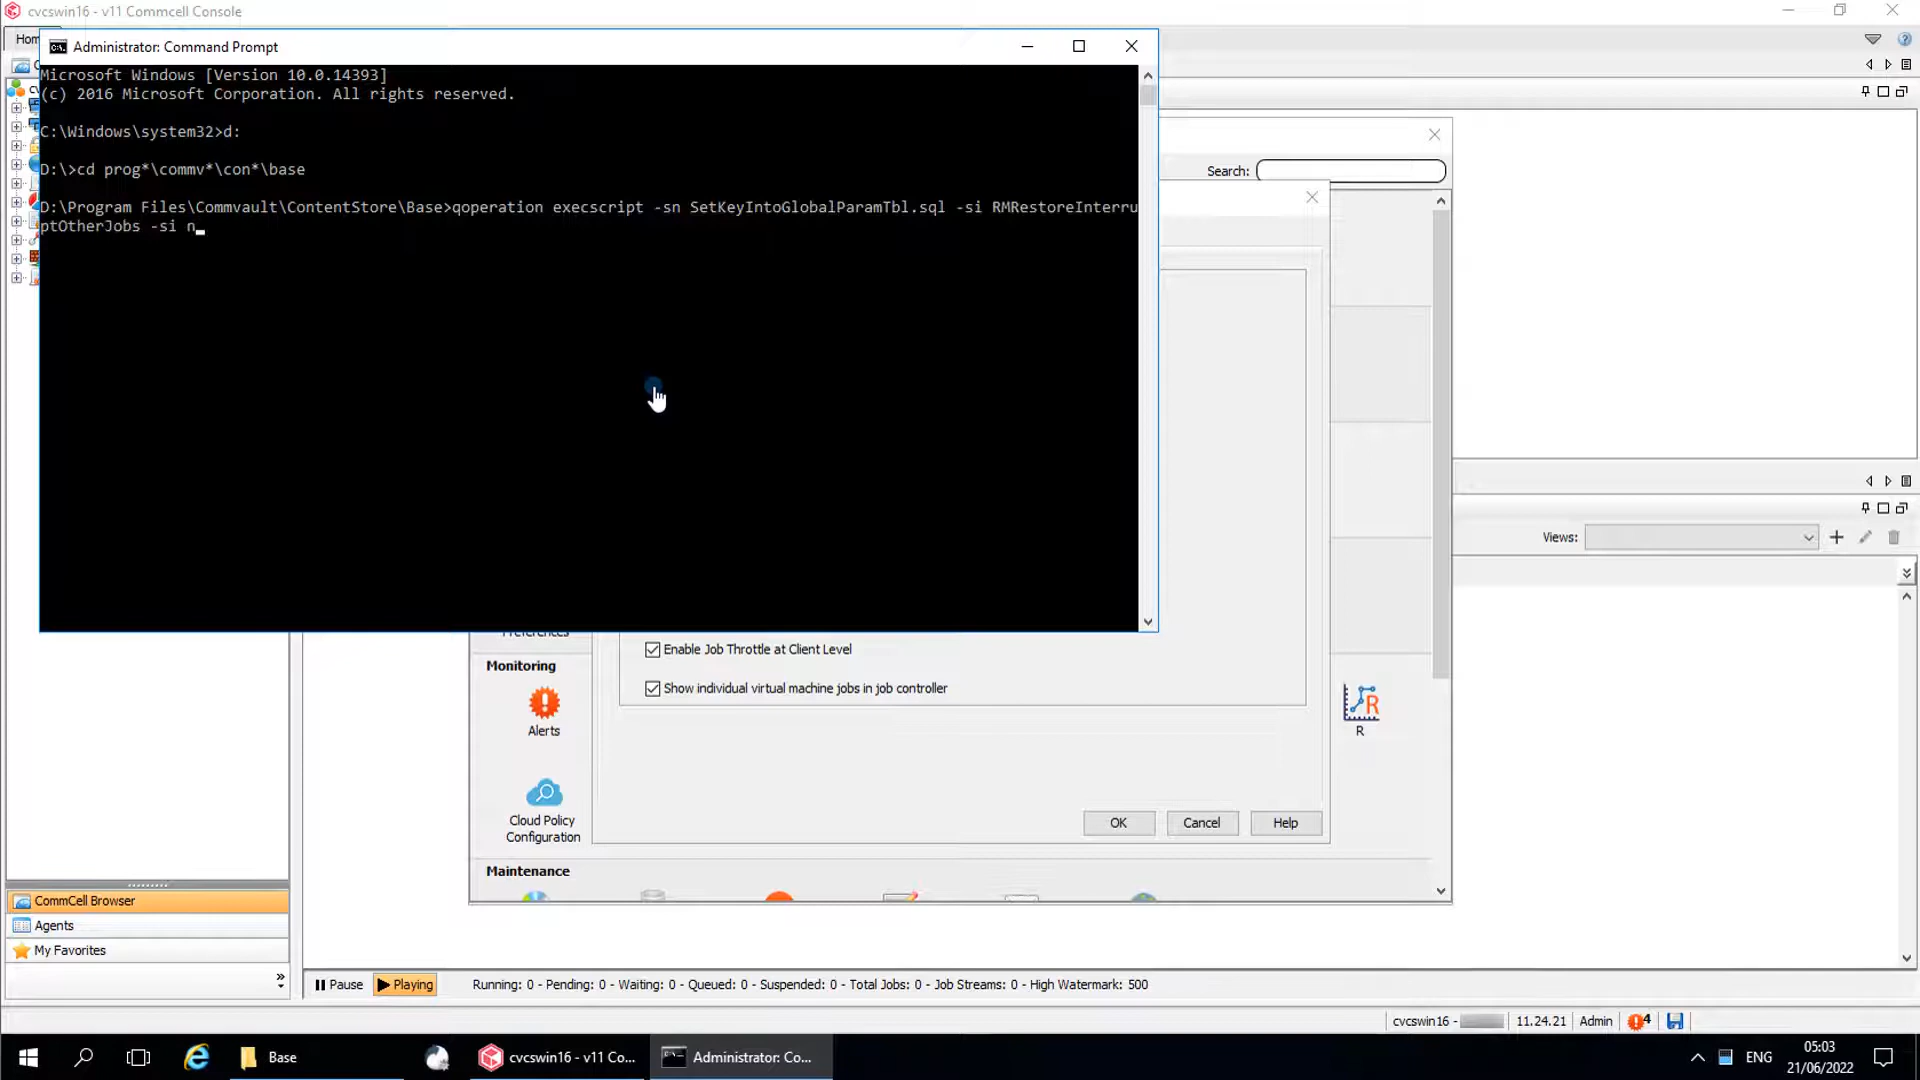 cvcswin16 - v11 Commcell Console
Hom
Administrator: Command Prompt
Microsoft Windows [Version 10.0.14393]
(c) 2016 Microsoft Corporation. All rights reserved.
C:\Windows\system32>d:
D:\>cd prog*\commv*\con*\base
D:\Program Files\Commvault\ContentStore\Base>qoperation execscript -sn SetKeyIntoGlobalParamTbl.sql -si RMRestoreInterru
ptOtherJobs -si n_
Search:
Views:
Enable Job Throttle at Client Level
Show individual virtual machine jobs in job controller
Monitoring
Alerts
R
Cloud Policy
Configuration
OK
Cancel
Help
Maintenance
CommCell Browser
Agents
My Favorites
Pause
Playing
Running: 0 - Pending: 0 - Waiting: 0 - Queued: 0 - Suspended: 0 - Total Jobs: 0 - Job Streams: 0 - High Watermark: 500
cvcswin16 -
11.24.21
Admin
4
Base
cvcswin16 - v11 Co...
Administrator: Co...
ENG
05:03
21/06/2022